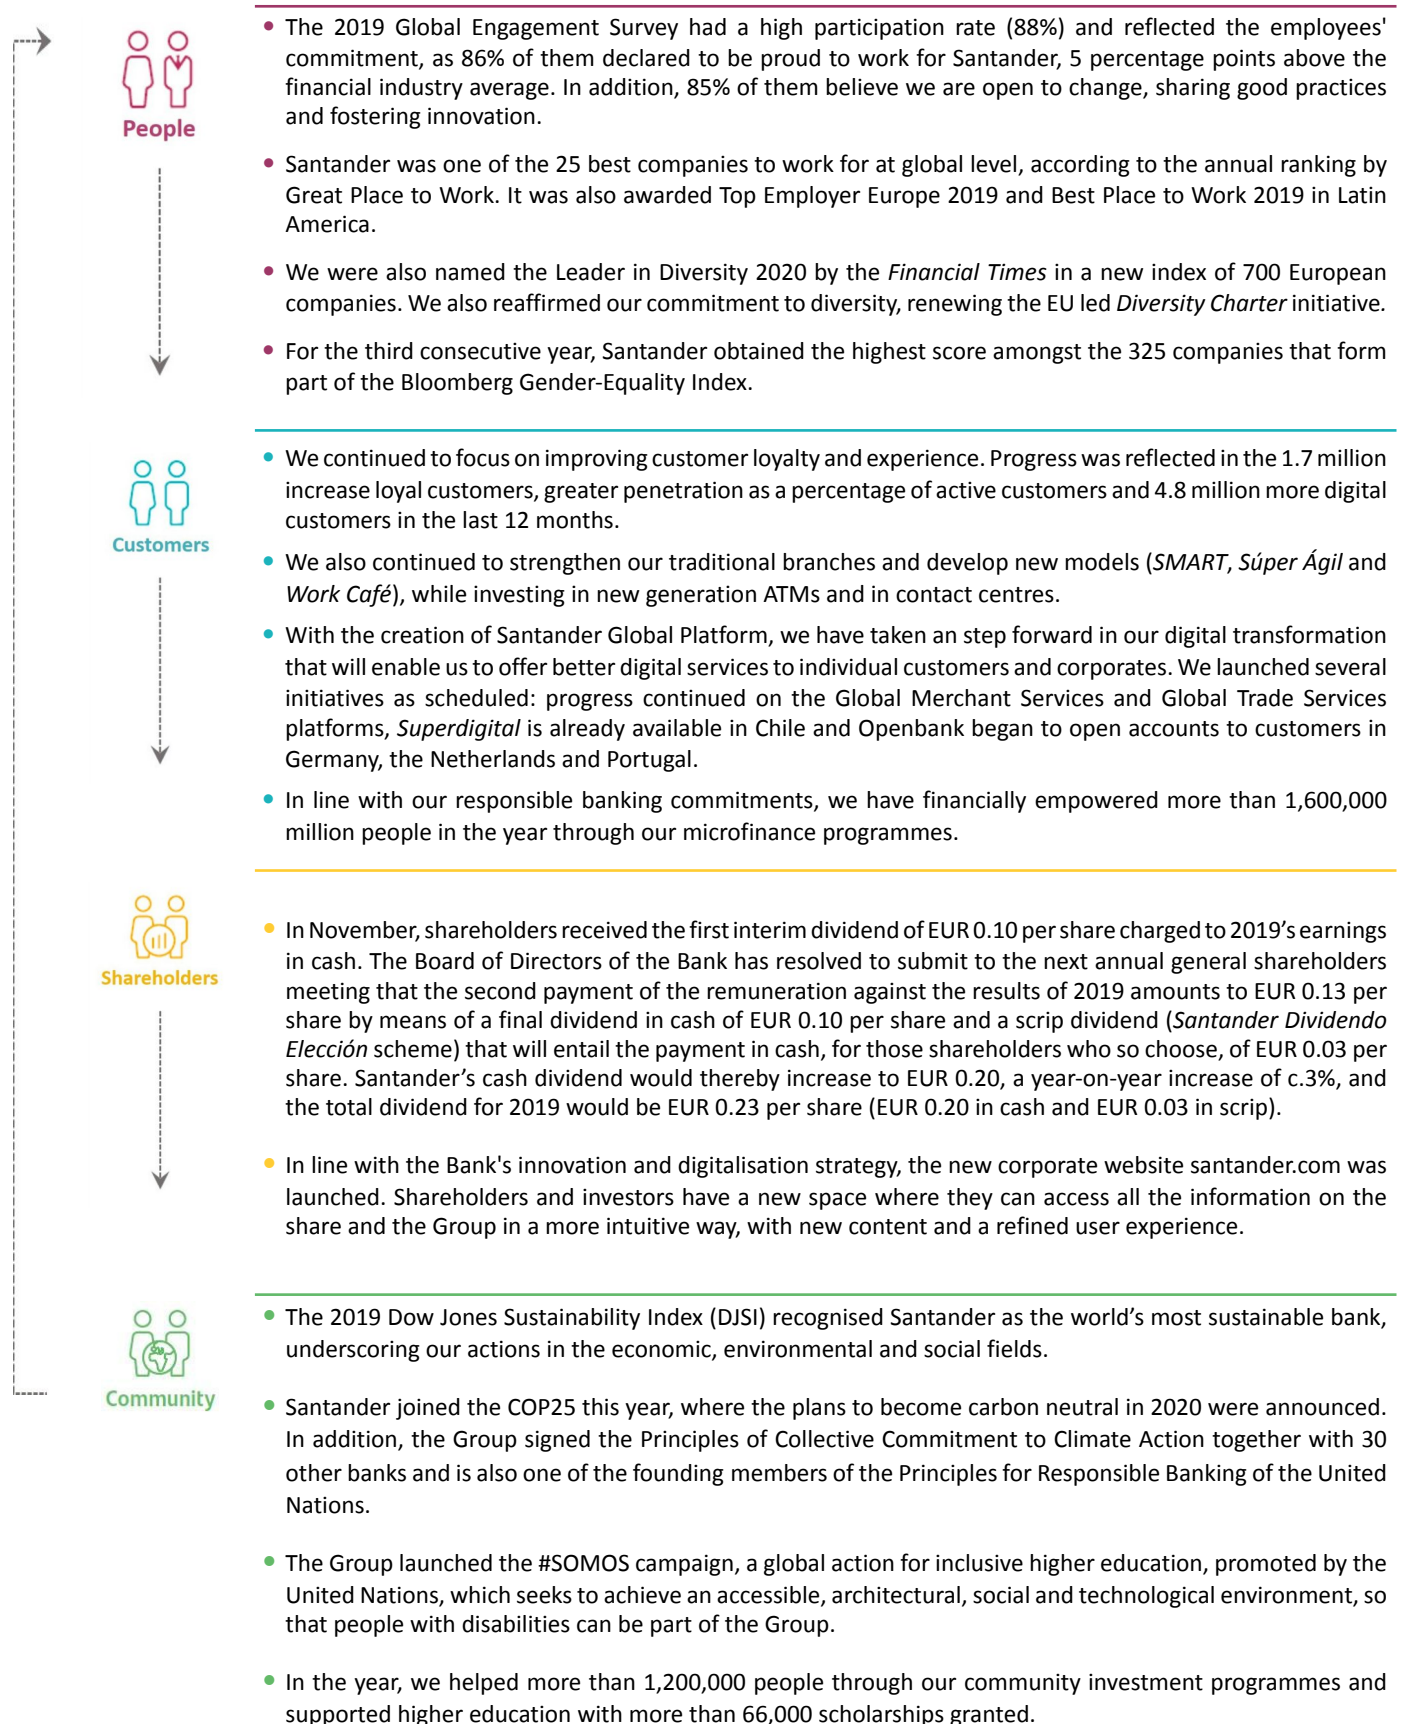 People
• The 2019 Global Engagement Survey had a high participation rate (88%) and reflected the employees'
commitment, as 86% of them declared to be proud to work for Santander, 5 percentage points above the
financial industry average. In addition, 85% of them believe we are open to change, sharing good practices
and fostering innovation.
• Santander was one of the 25 best companies to work for at global level, according to the annual ranking by
Great Place to Work. It was also awarded Top Employer Europe 2019 and Best Place to Work 2019 in Latin
America.
• We were also named the Leader in Diversity 2020 by the Financial Times in a new index of 700 European
companies. We also reaffirmed our commitment to diversity, renewing the EU led Diversity Charter initiative.
• For the third consecutive year, Santander obtained the highest score amongst the 325 companies that form
part of the Bloomberg Gender-Equality Index.
Customers
• We continued to focus on improving customer loyalty and experience. Progress was reflected in the 1.7 million
increase loyal customers, greater penetration as a percentage of active customers and 4.8 million more digital
customers in the last 12 months.
• We also continued to strengthen our traditional branches and develop new models (SMART, Súper Ágil and
Work Café), while investing in new generation ATMs and in contact centres.
• With the creation of Santander Global Platform, we have taken an step forward in our digital transformation
that will enable us to offer better digital services to individual customers and corporates. We launched several
initiatives as scheduled: progress continued on the Global Merchant Services and Global Trade Services
platforms, Superdigital is already available in Chile and Openbank began to open accounts to customers in
Germany, the Netherlands and Portugal.
• In line with our responsible banking commitments, we have financially empowered more than 1,600,000
million people in the year through our microfinance programmes.
Shareholders
• In November, shareholders received the first interim dividend of EUR 0.10 per share charged to 2019’s earnings
in cash. The Board of Directors of the Bank has resolved to submit to the next annual general shareholders
meeting that the second payment of the remuneration against the results of 2019 amounts to EUR 0.13 per
share by means of a final dividend in cash of EUR 0.10 per share and a scrip dividend (Santander Dividendo
Elección scheme) that will entail the payment in cash, for those shareholders who so choose, of EUR 0.03 per
share. Santander’s cash dividend would thereby increase to EUR 0.20, a year-on-year increase of c.3%, and
the total dividend for 2019 would be EUR 0.23 per share (EUR 0.20 in cash and EUR 0.03 in scrip).
• In line with the Bank's innovation and digitalisation strategy, the new corporate website santander.com was
launched. Shareholders and investors have a new space where they can access all the information on the
share and the Group in a more intuitive way, with new content and a refined user experience.
Community
• The 2019 Dow Jones Sustainability Index (DJSI) recognised Santander as the world’s most sustainable bank,
underscoring our actions in the economic, environmental and social fields.
• Santander joined the COP25 this year, where the plans to become carbon neutral in 2020 were announced.
In addition, the Group signed the Principles of Collective Commitment to Climate Action together with 30
other banks and is also one of the founding members of the Principles for Responsible Banking of the United
Nations.
• The Group launched the #SOMOS campaign, a global action for inclusive higher education, promoted by the
United Nations, which seeks to achieve an accessible, architectural, social and technological environment, so
that people with disabilities can be part of the Group.
• In the year, we helped more than 1,200,000 people through our community investment programmes and
supported higher education with more than 66,000 scholarships granted.